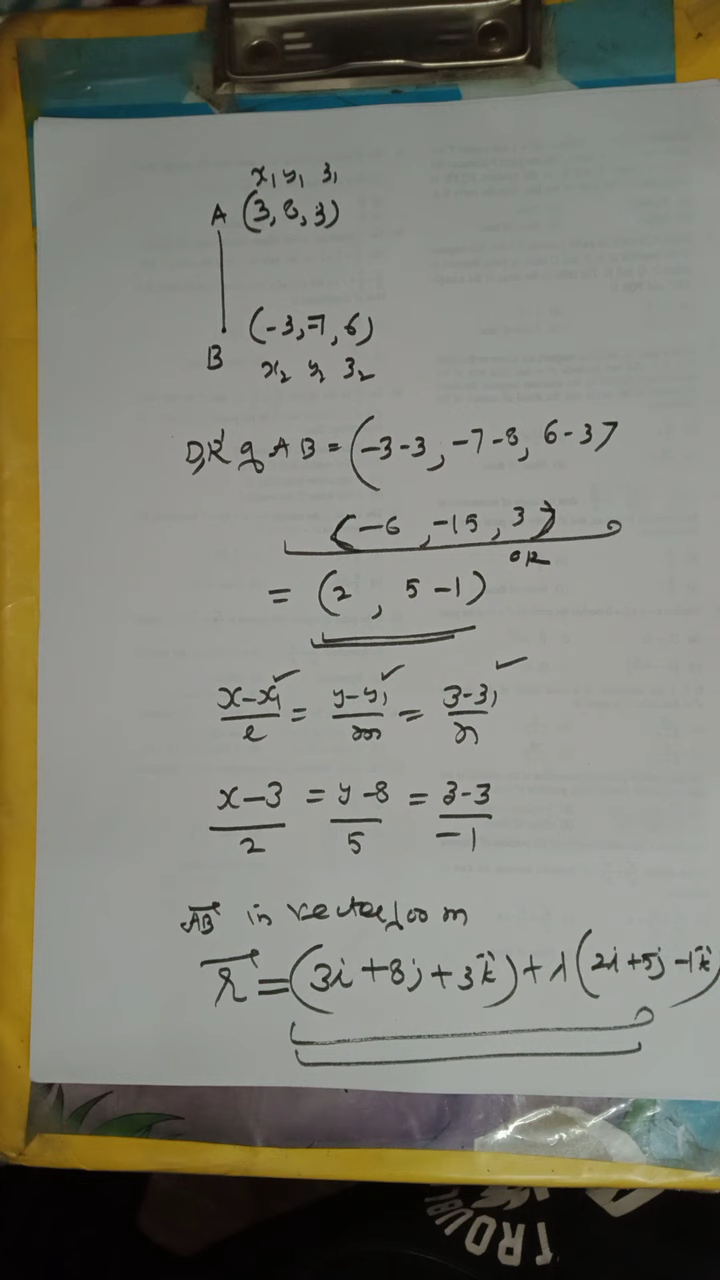 x₁ y₁ z₁
A (3, 8, 3)
B (-3, -7, 6)
x₂ y₂ z₂
D.R of AB = (-3-3, -7-8, 6-3)
(-6, -15, 3)
OR
= (2, 5 -1)
x-x₁/l = y-y₁/m = z-z₁/n
x-3/2 = y-8/5 = z-3/-1
AB in vector form
r = (3i + 8j + 3k) + λ(2i + 5j - 1k)
TROUBL